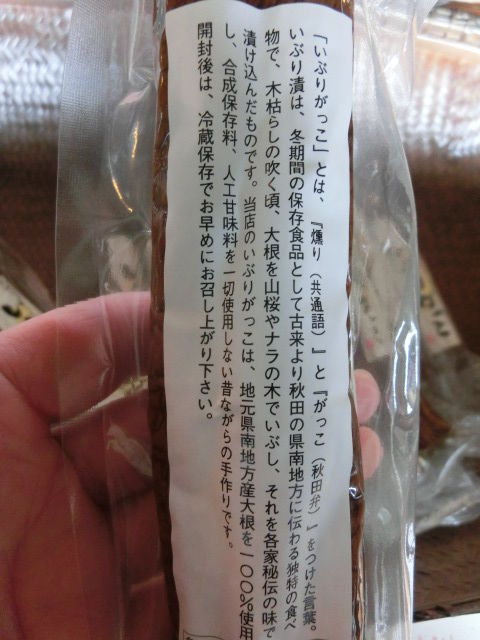 「いぶりがっこ」とは、『燻り（共通語）』と『がっこ（秋田弁）』をつけた言葉。
いぶり漬は、冬期間の保存食品として古来より秋田の県南地方に伝わる独特の食べ
物で、木枯らしの吹く頃、大根を山桜やナラの木でいぶし、それを各家秘伝の味で
漬け込んだものです。当店のいぶりがっこは、地元県南地方産大根を一〇〇％使用
し、合成保存料、人工甘味料を一切使用しない昔ながらの手作りです。
開封後は、冷蔵保存でお早めにお召し上がり下さい。